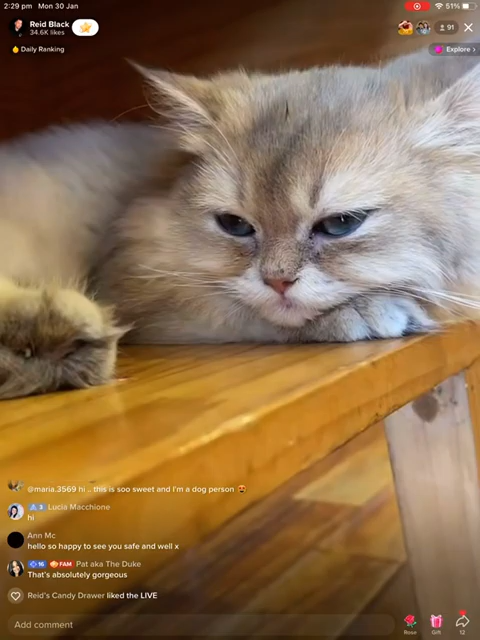 2:29 pm Mon 30 Jan
51%
Reid Black
34.6K likes
91
Daily Ranking
Explore
@maria.3569 hi .. this is soo sweet and I'm a dog person 😍
3 Lucia Macchione
hi
Ann Mc
hello so happy to see you safe and well x
16 FAM Pat aka The Duke
That's absolutely gorgeous
Reid's Candy Drawer liked the LIVE
Add comment
Rose
Gift
12